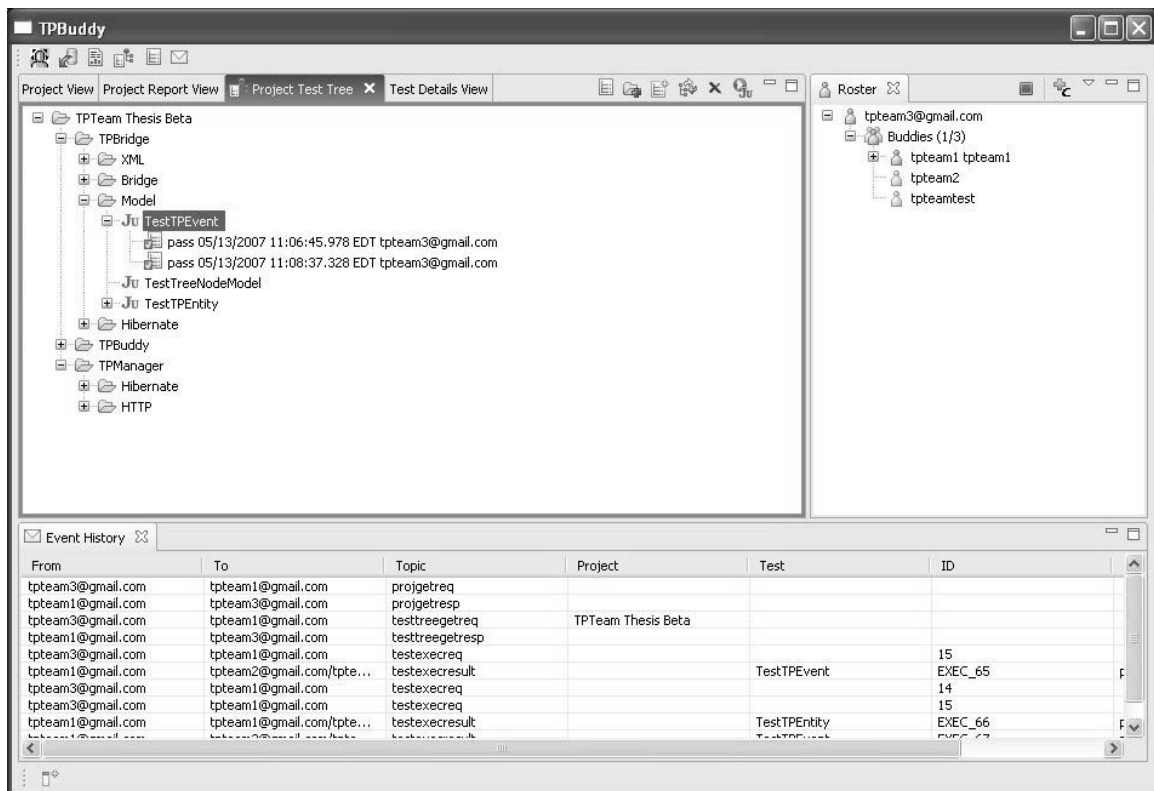 TPBuddy
Project View Project Report View Project Test Tree Test Details View
Roster
TPTeam Thesis Beta
TPBridge
XML
Bridge
Model
Ju TestTPEvent
pass 05/13/2007 11:06:45.978 EDT tpteam3@gmail.com
pass 05/13/2007 11:08:37.328 EDT tpteam3@gmail.com
Ju TestTreeNodeModel
Ju TestTPEntity
Hibernate
TPBuddy
TPManager
Hibernate
HTTP
tpteam3@gmail.com
Buddies (1/3)
tpteam1 tpteam1
tpteam2
tpteamtest
Event History
From To Topic Project Test ID
tpteam3@gmail.com tpteam1@gmail.com projgetreq
tpteam1@gmail.com tpteam3@gmail.com projgetresp
tpteam3@gmail.com tpteam1@gmail.com testtreegetreq TPTeam Thesis Beta
tpteam1@gmail.com tpteam3@gmail.com testtreegetresp
tpteam3@gmail.com tpteam1@gmail.com testexecreq 15
tpteam1@gmail.com tpteam2@gmail.com/tpte... testexecresult TestTPEvent EXEC_65
tpteam3@gmail.com tpteam1@gmail.com testexecreq 14
tpteam3@gmail.com tpteam1@gmail.com testexecreq 15
tpteam1@gmail.com tpteam1@gmail.com/tpte... testexecresult TestTPEntity EXEC_66